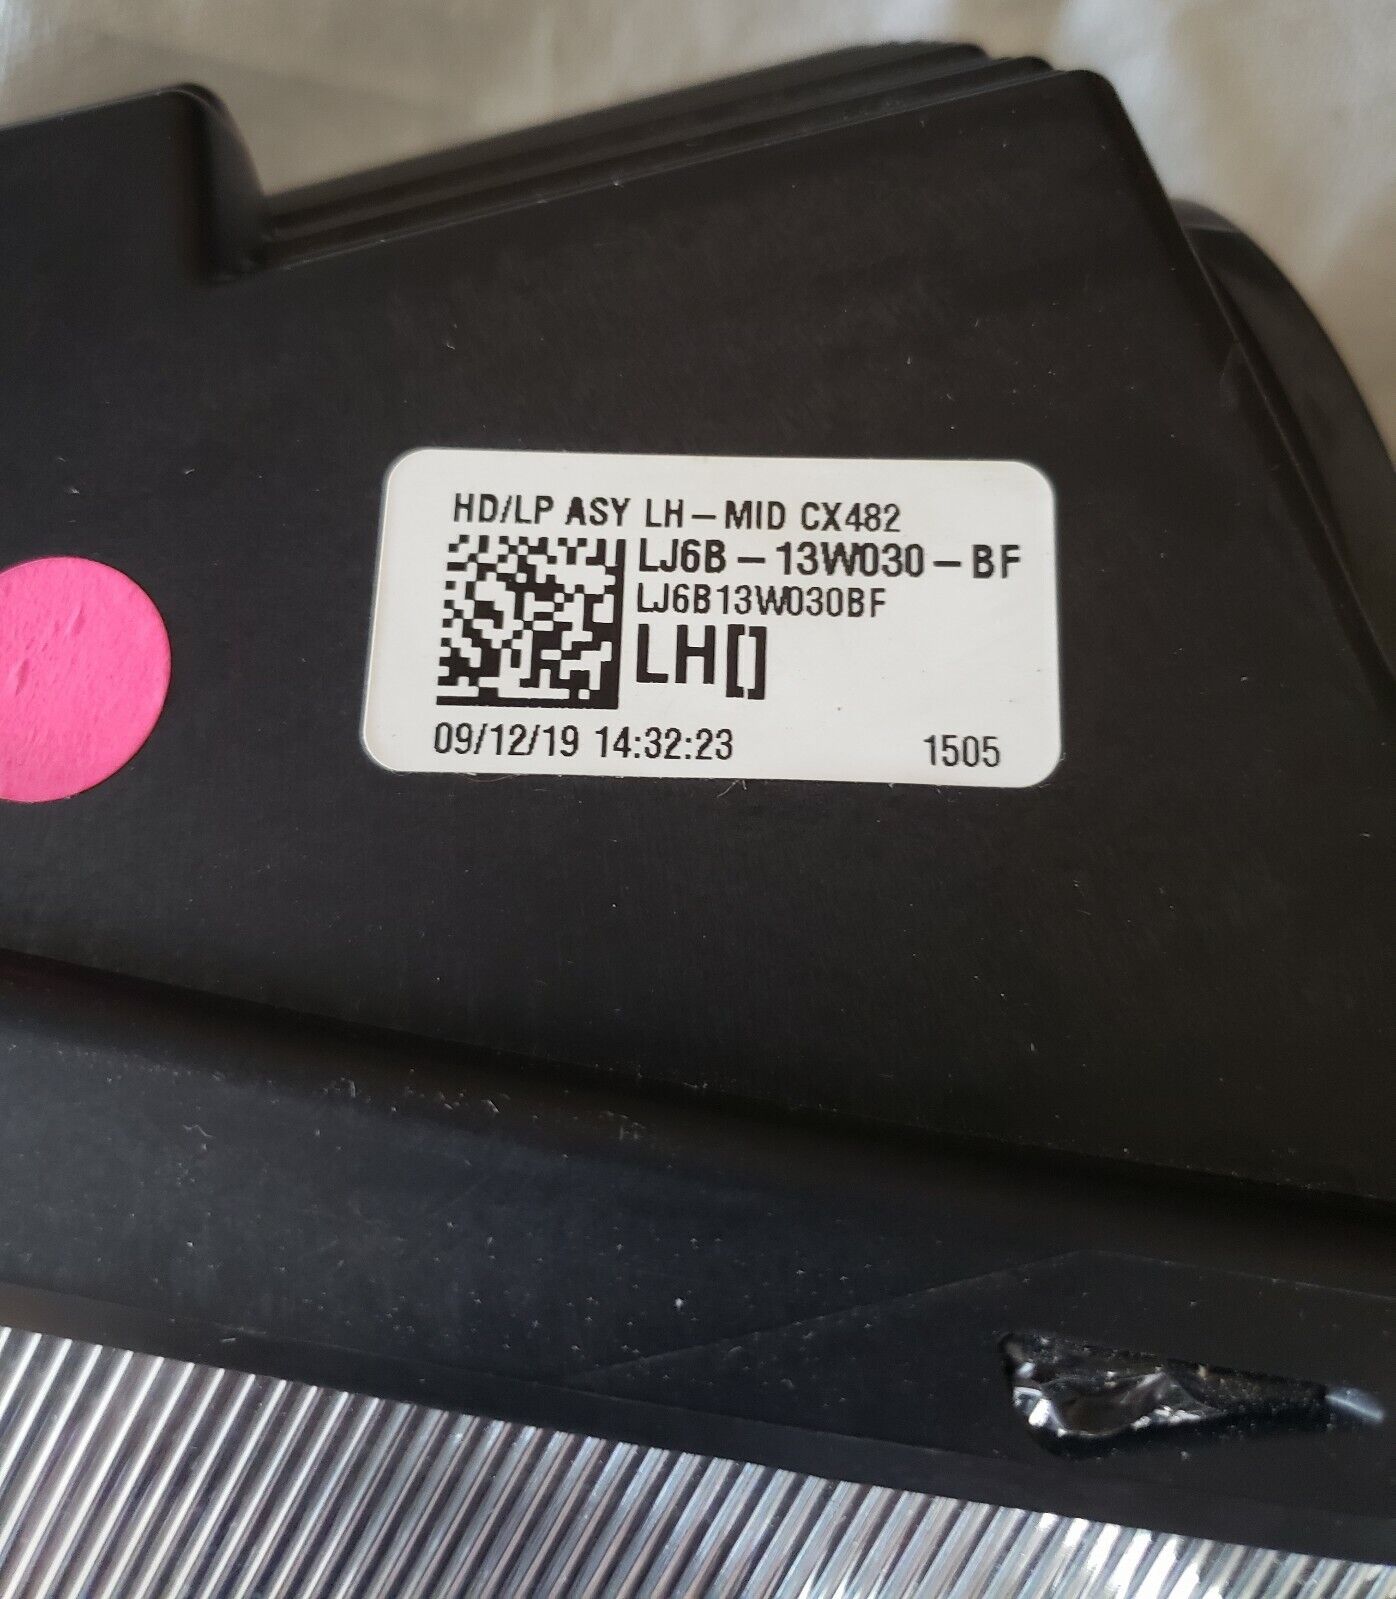 HD/LP ASY LH-MID CX482
LJ6B-13W030-BF
LJ6B13W030BF
LH[]
09/12/19 14:32:23 1505